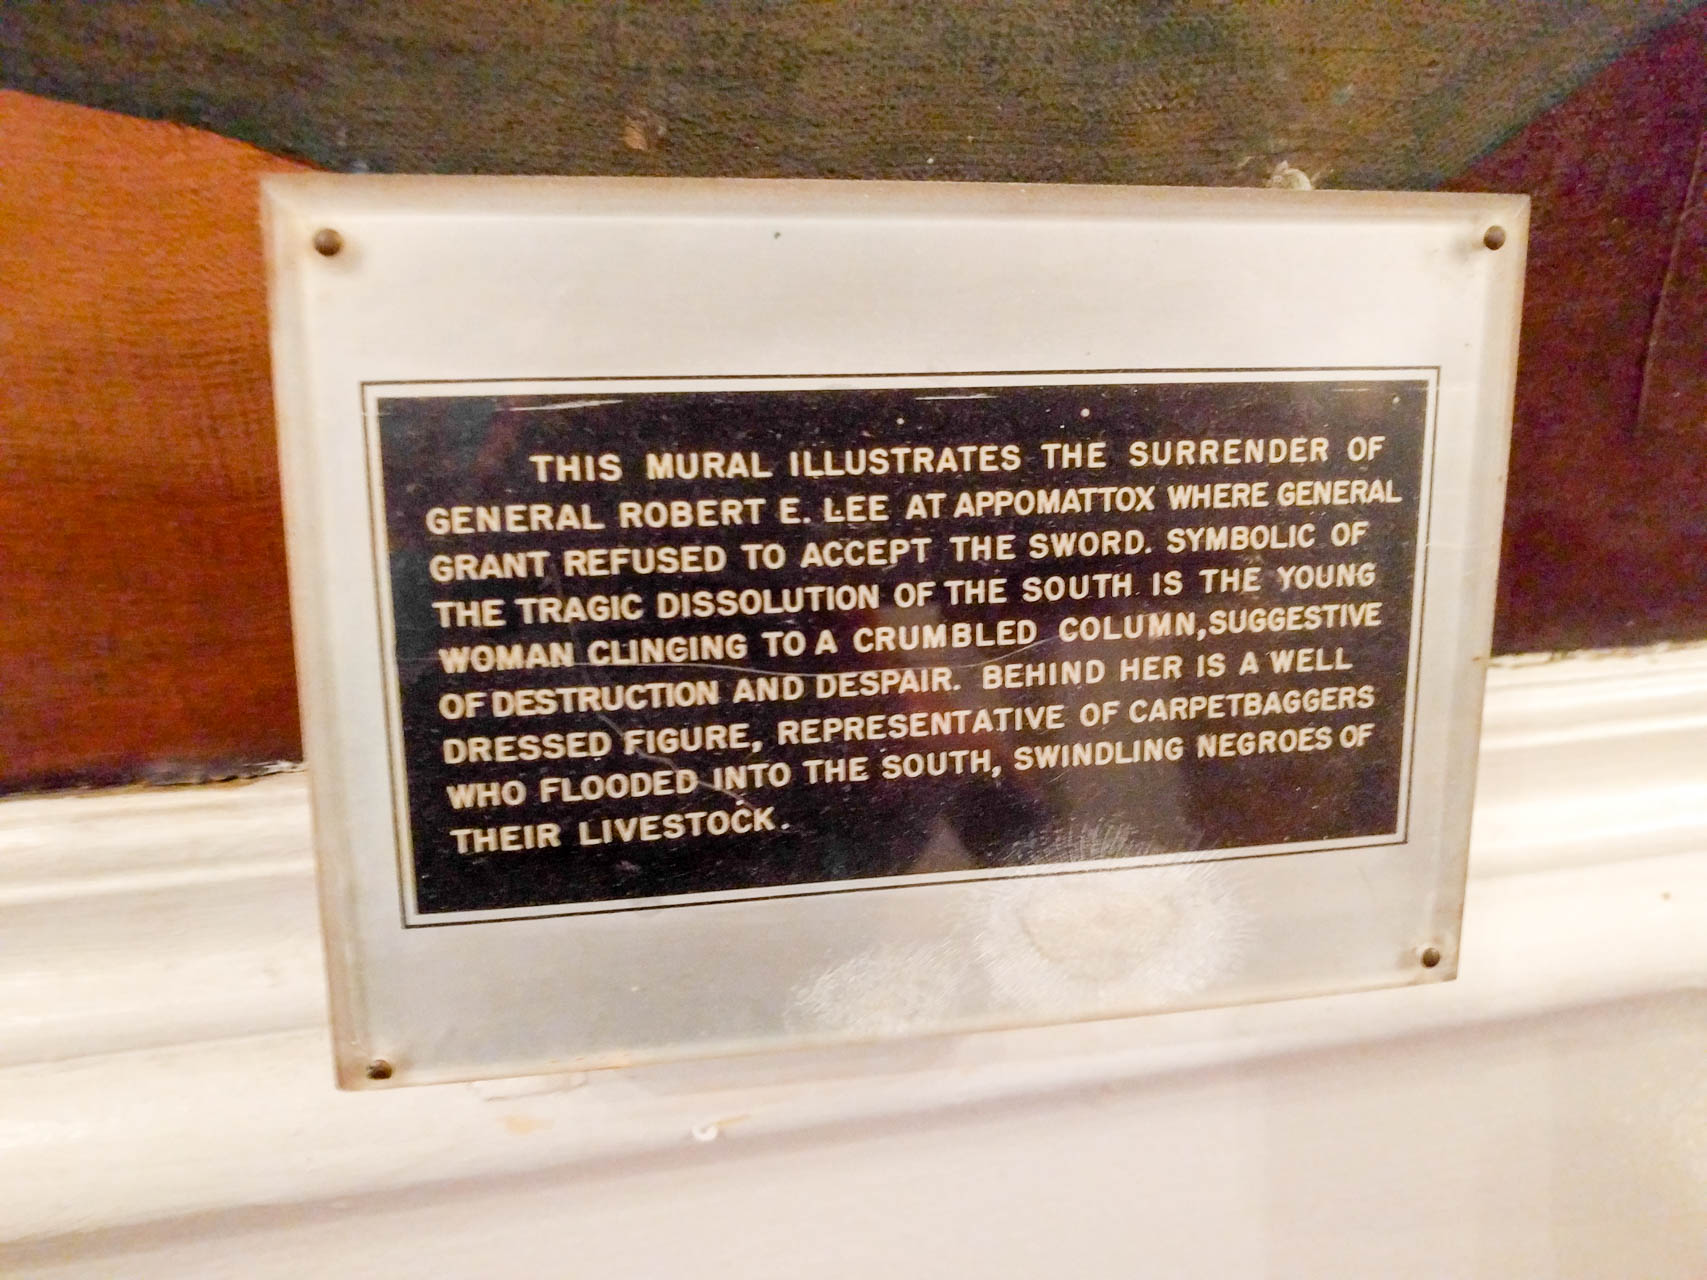 THIS MURAL ILLUSTRATES THE SURRENDER OF
GENERAL ROBERT E. LEE AT APPOMATTOX WHERE GENERAL
GRANT REFUSED TO ACCEPT THE SWORD. SYMBOLIC OF
THE TRAGIC DISSOLUTION OF THE SOUTH IS THE YOUNG
WOMAN CLINGING TO A CRUMBLED COLUMN, SUGGESTIVE
OF DESTRUCTION AND DESPAIR. BEHIND HER IS A WELL
DRESSED FIGURE, REPRESENTATIVE OF CARPETBAGGERS
WHO FLOODED INTO THE SOUTH, SWINDLING NEGROES OF
THEIR LIVESTOCK.